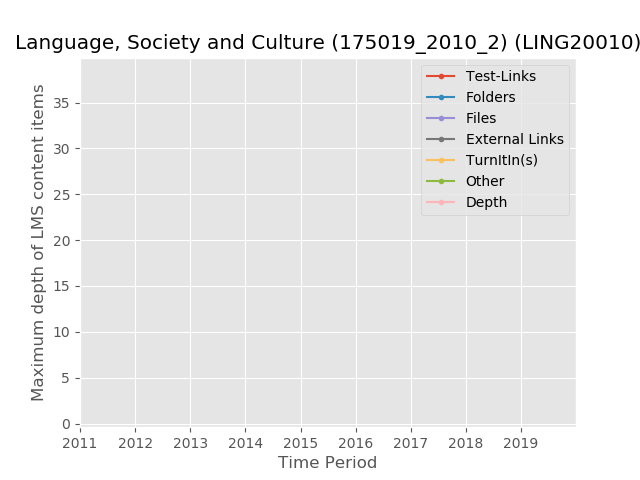 Language, Society and Culture (175019_2010_2) (LING20010)
Maximum depth of LMS content items
35
30
25
20
15
10
5
0
Test-Links
Folders
Files
External Links
TurnItIn(s)
Other
Depth
2011 2012 2013 2014 2015 2016 2017 2018 2019
Time Period